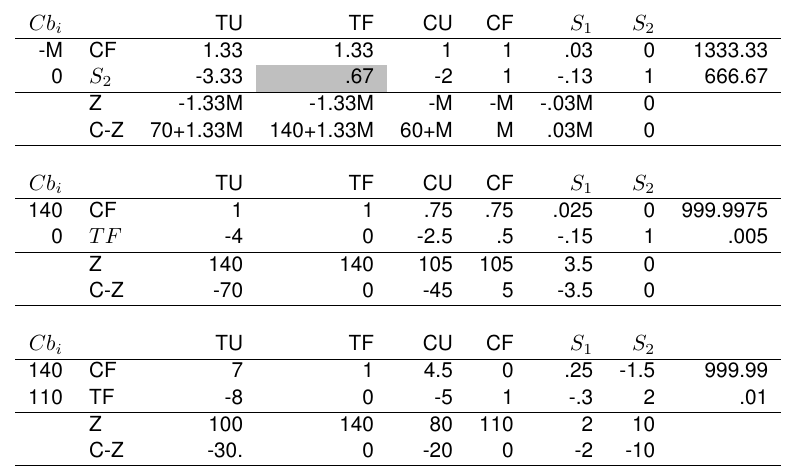 Cb_i TU TF CU CF S_1 S_2
-M CF 1.33 1.33 1 1 .03 0 1333.33
0 S_2 -3.33 .67 -2 1 -.13 1 666.67
Z -1.33M -1.33M -M -M -.03M 0
C-Z 70+1.33M 140+1.33M 60+M M .03M 0
Cb_i TU TF CU CF S_1 S_2
140 CF 1 1 .75 .75 .025 0 999.9975
0 TF -4 0 -2.5 .5 -.15 1 .005
Z 140 140 105 105 3.5 0
C-Z -70 0 -45 5 -3.5 0
Cb_i TU TF CU CF S_1 S_2
140 CF 7 1 4.5 0 .25 -1.5 999.99
110 TF -8 0 -5 1 -.3 2 .01
Z 100 140 80 110 2 10
C-Z -30. 0 -20 0 -2 -10